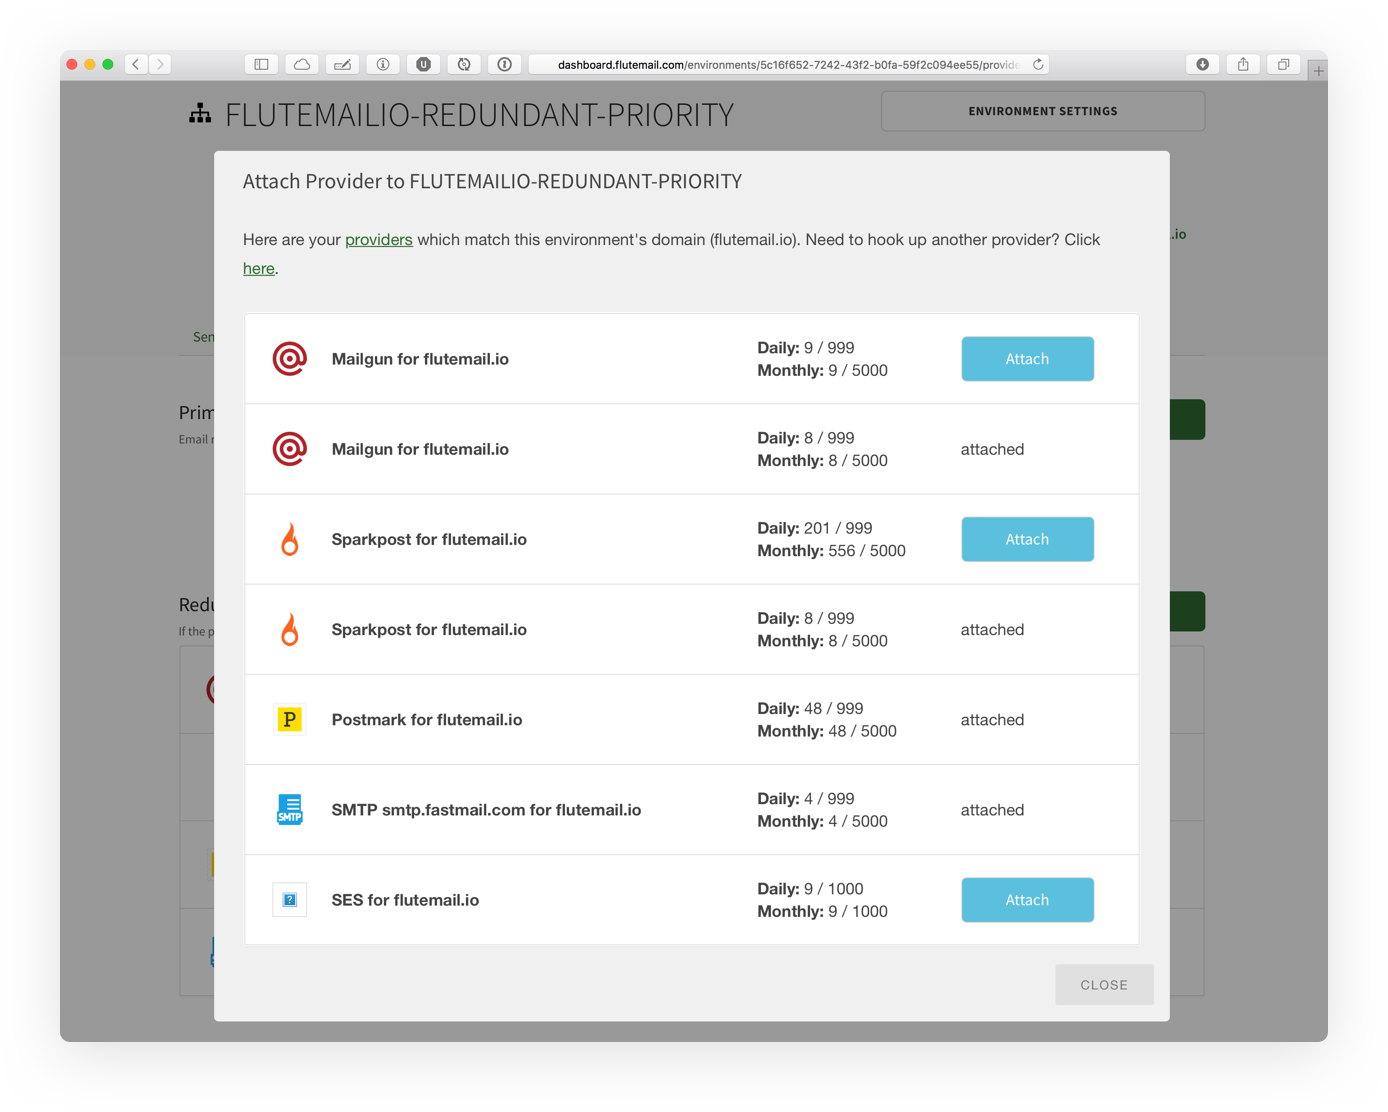 dashboard.flutemail.com/environments/5c16f652-7242-43f2-b0fa-59f2c094ee55/provide
FLUTEMAILIO-REDUNDANT-PRIORITY
ENVIRONMENT SETTINGS
Attach Provider to FLUTEMAILIO-REDUNDANT-PRIORITY
Here are your providers which match this environment's domain (flutemail.io). Need to hook up another provider? Click
here.
.io
Sen
Mailgun for flutemail.io
Daily: 9 / 999
Monthly: 9 / 5000
Attach
Prim
Email r
Mailgun for flutemail.io
Daily: 8 / 999
Monthly: 8 / 5000
attached
Sparkpost for flutemail.io
Daily: 201 / 999
Monthly: 556 / 5000
Attach
Redu
If the p
Sparkpost for flutemail.io
Daily: 8 / 999
Monthly: 8 / 5000
attached
P
Postmark for flutemail.io
Daily: 48 / 999
Monthly: 48 / 5000
attached
SMTP
SMTP smtp.fastmail.com for flutemail.io
Daily: 4 / 999
Monthly: 4 / 5000
attached
?
SES for flutemail.io
Daily: 9 / 1000
Monthly: 9 / 1000
Attach
CLOSE